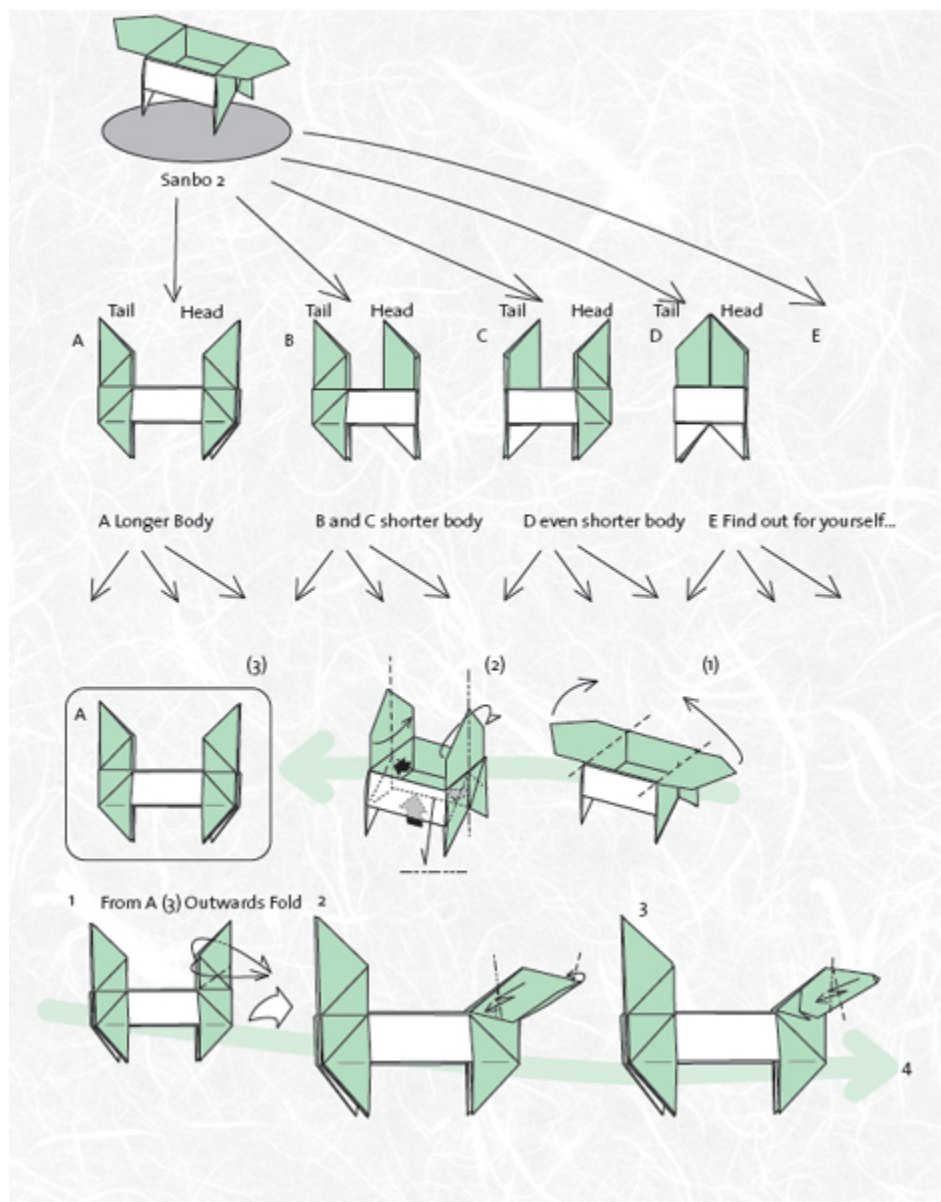 Sanbo 2
Tail Head Tail Head Tail Head Tail Head
A B C D E
A Longer Body B and C shorter body D even shorter body E Find out for yourself...
(3) (2) (1)
A
1 From A (3) Outwards Fold 2 3
4